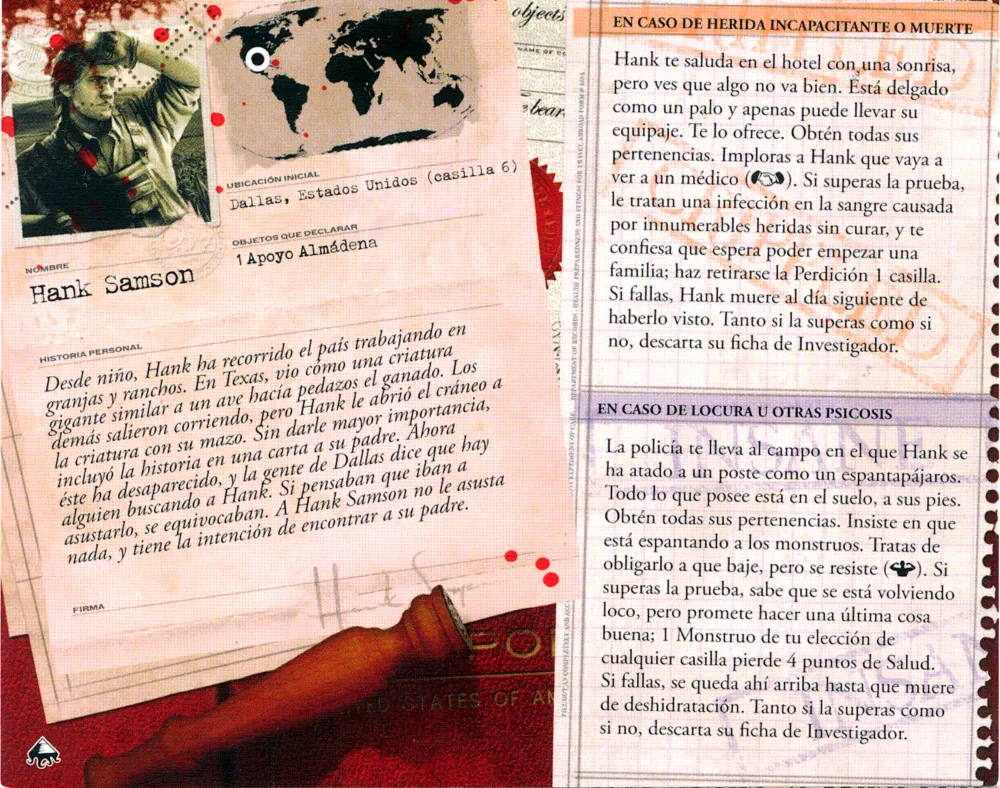 objects
NAME OF
e bear
UBICACIÓN INICIAL
Dallas, Estados Unidos (casilla 6)
OBJETOS QUE DECLARAR
1 Apoyo Almádena
NOMBRE
Hank Samson
HISTORIA PERSONAL
Desde niño, Hank ha recorrido el país trabajando en
granjas y ranchos. En Texas, vio cómo una criatura
gigante similar a un ave hacía pedazos el ganado. Los
demás salieron corriendo, pero Hank le abrió el cráneo a
la criatura con su mazo. Sin darle mayor importancia,
incluyó la historia en una carta a su padre. Ahora
éste ha desaparecido, y la gente de Dallas dice que hay
alguien buscando a Hank. Si pensaban que iban a
asustarlo, se equivocaban. A Hank Samson no le asusta
nada, y tiene la intención de encontrar a su padre.
FIRMA
Hank Samson
STATES OF AM
EN CASO DE HERIDA INCAPACITANTE O MUERTE
Hank te saluda en el hotel con una sonrisa,
pero ves que algo no va bien. Está delgado
como un palo y apenas puede llevar su
equipaje. Te lo ofrece. Obtén todas sus
pertenencias. Imploras a Hank que vaya a
ver a un médico (). Si superas la prueba,
le tratan una infección en la sangre causada
por innumerables heridas sin curar, y te
confiesa que espera poder empezar una
familia; haz retirarse la Perdición 1 casilla.
Si fallas, Hank muere al día siguiente de
haberlo visto. Tanto si la superas como si
no, descarta su ficha de Investigador.
EN CASO DE LOCURA U OTRAS PSICOSIS
La policía te lleva al campo en el que Hank se
ha atado a un poste como un espantapájaros.
Todo lo que posee está en el suelo, a sus pies.
Obtén todas sus pertenencias. Insiste en que
está espantando a los monstruos. Tratas de
obligarlo a que baje, pero se resiste (). Si
superas la prueba, sabe que se está volviendo
loco, pero promete hacer una última cosa
buena; 1 Monstruo de tu elección de
cualquier casilla pierde 4 puntos de Salud.
Si fallas, se queda ahí arriba hasta que muere
de deshidratación. Tanto si la superas como
si no, descarta su ficha de Investigador.